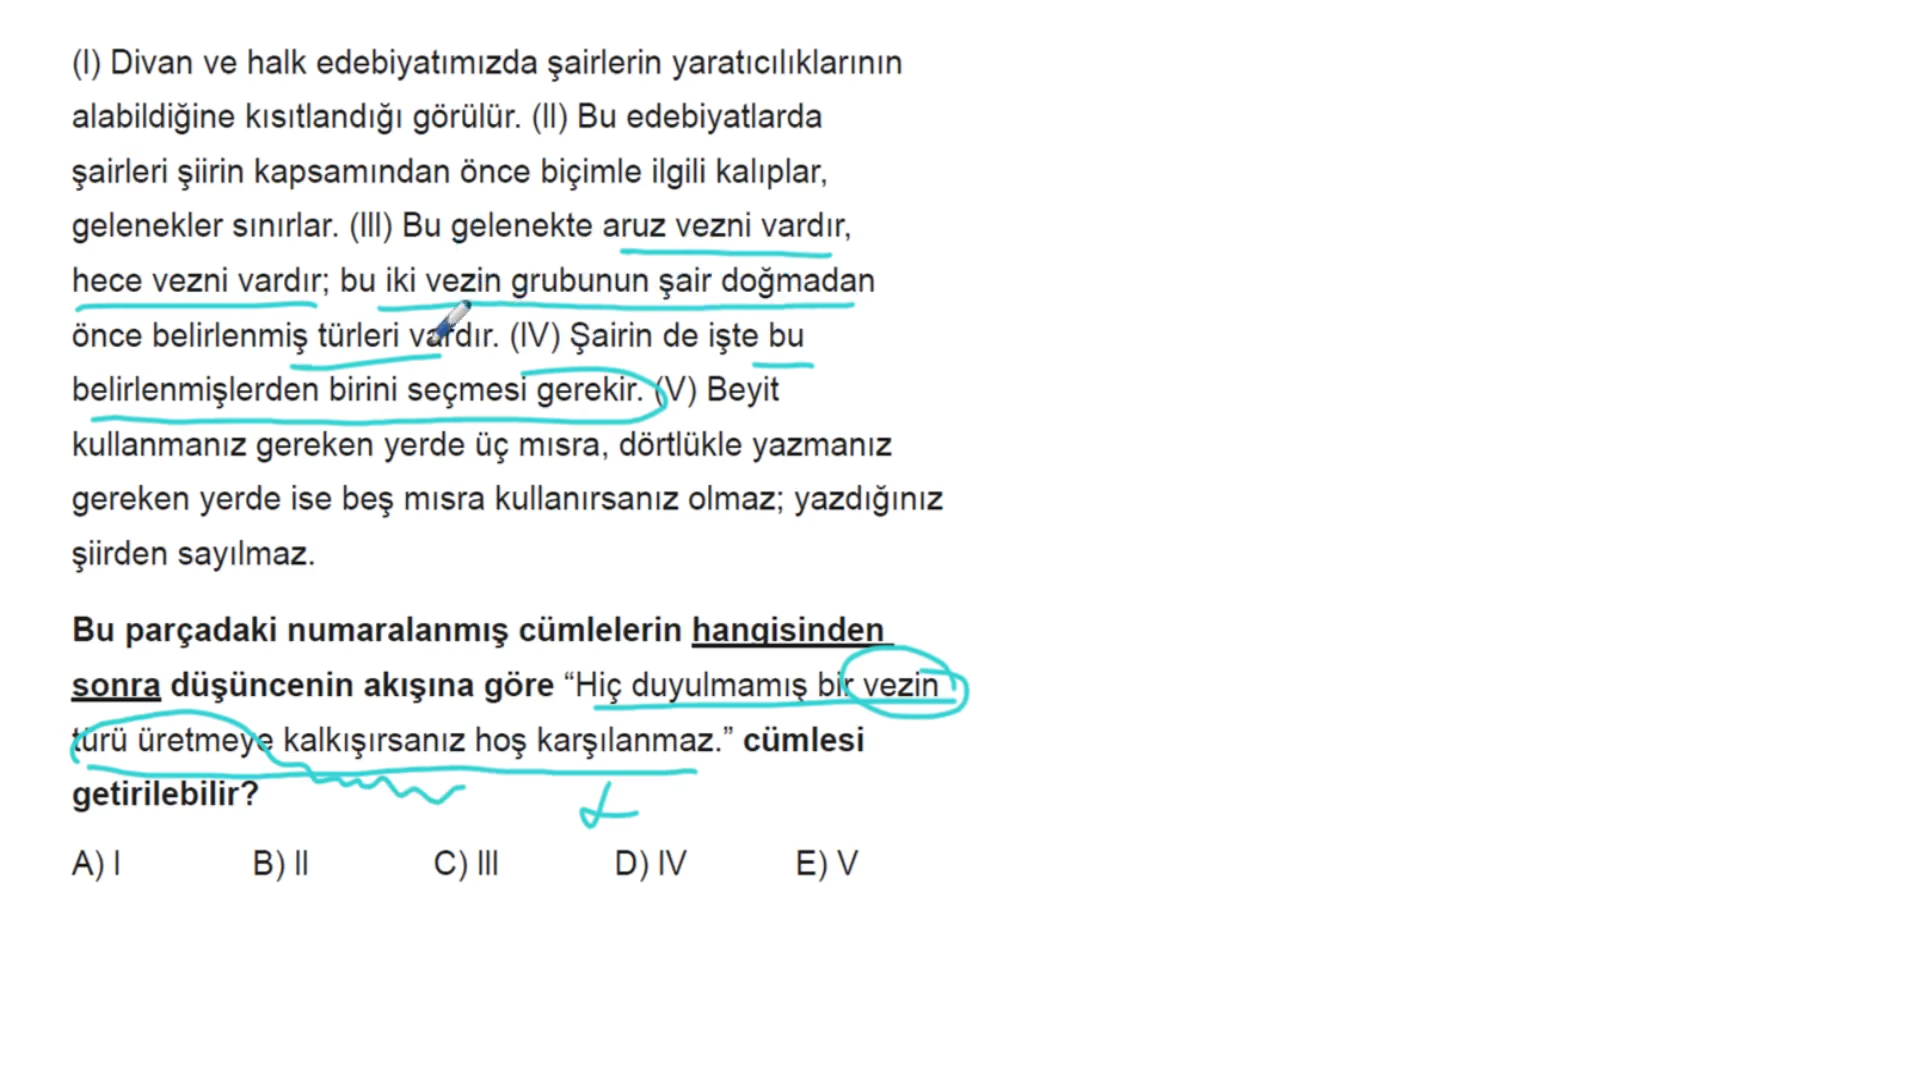 (I) Divan ve halk edebiyatımızda şairlerin yaratıcılıklarının
alabildiğine kısıtlandığı görülür. (II) Bu edebiyatlarda
şairleri şiirin kapsamından önce biçimle ilgili kalıplar,
gelenekler sınırlar. (III) Bu gelenekte aruz vezni vardır,
hece vezni vardır; bu iki vezin grubunun şair doğmadan
önce belirlenmiş türleri vardır. (IV) Şairin de işte bu
belirlenmişlerden birini seçmesi gerekir. (V) Beyit
kullanmanız gereken yerde üç mısra, dörtlükle yazmanız
gereken yerde ise beş mısra kullanırsanız olmaz; yazdığınız
şiirden sayılmaz.
Bu parçadaki numaralanmış cümlelerin hangisinden
sonra düşüncenin akışına göre “Hiç duyulmamış bir vezin
türü üretmeye kalkışırsanız hoş karşılanmaz.” cümlesi
getirilebilir?
A) I B) II C) III D) IV E) V